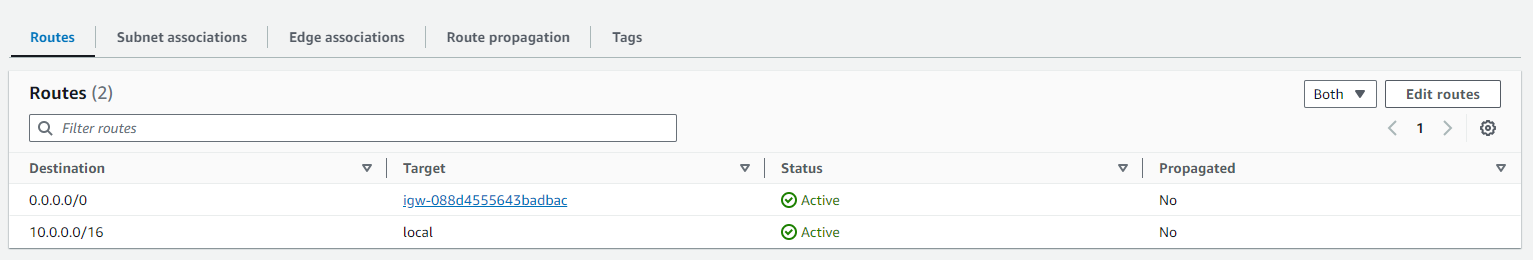 Routes Subnet associations Edge associations Route propagation Tags
Routes (2) Both Edit routes
Filter routes 1
Destination Target Status Propagated
0.0.0.0/0 igw-088d4555643badbac Active No
10.0.0.0/16 local Active No